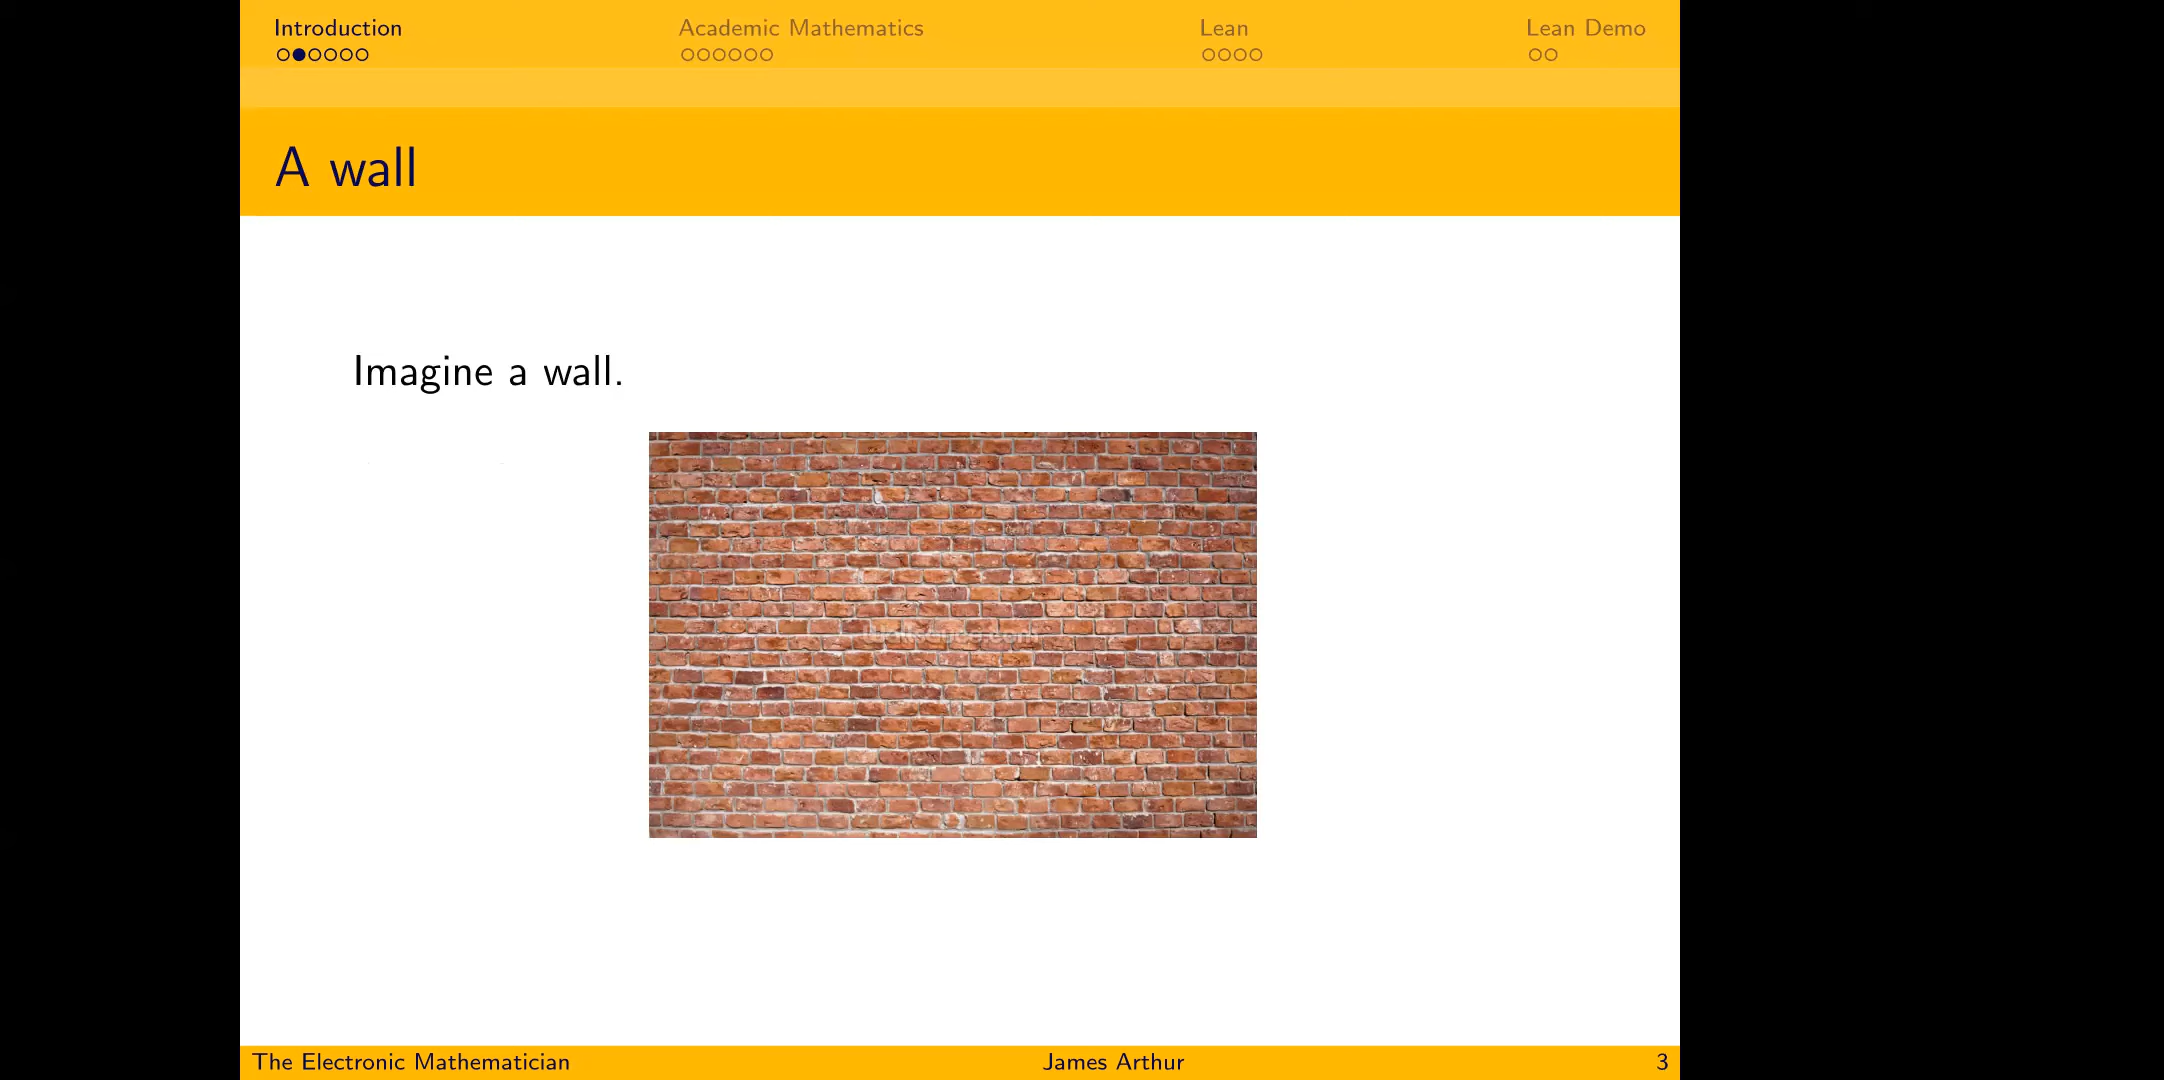 Introduction Academic Mathematics Lean Lean Demo
A wall
Imagine a wall.
The Electronic Mathematician James Arthur 3